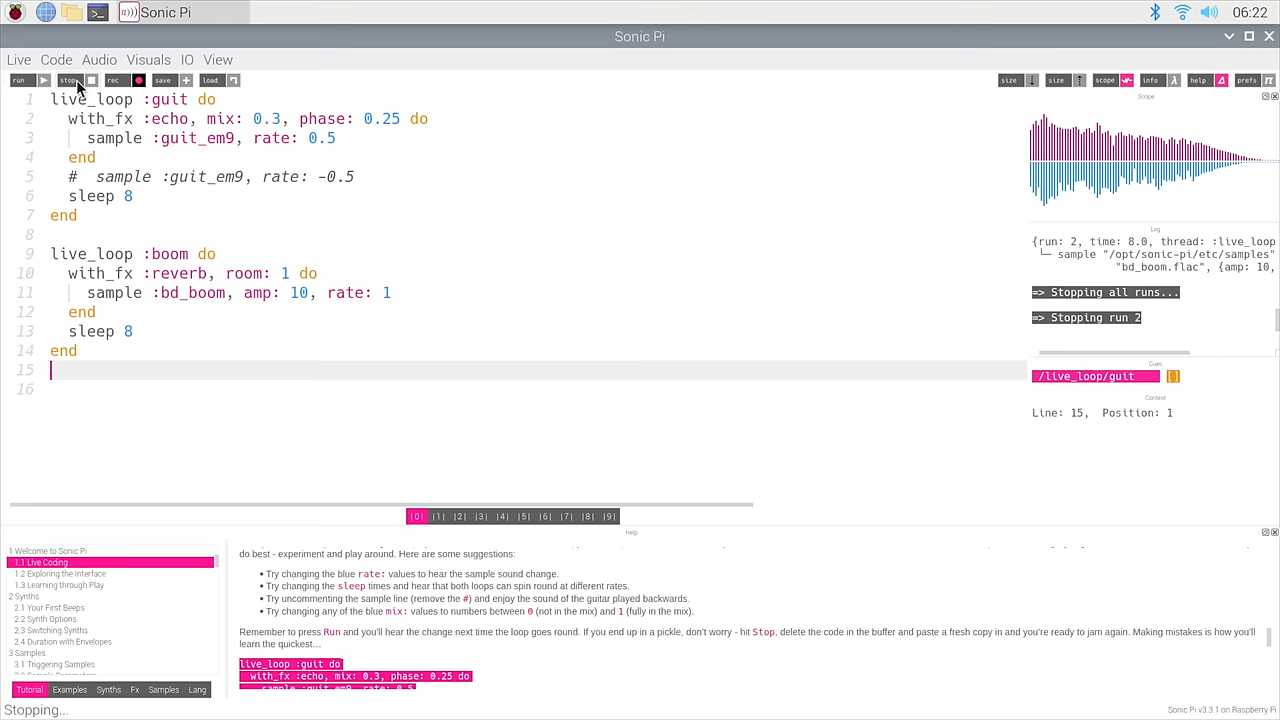 Sonic Pi
06:22
Sonic Pi
Live Code Audio Visuals IO View
run stop rec save load size size scope info help prefs
1 live_loop :guit do
2 with_fx :echo, mix: 0.3, phase: 0.25 do
3 sample :guit_em9, rate: 0.5
4 end
5 # sample :guit_em9, rate: -0.5
6 sleep 8
7 end
8
9 live_loop :boom do
10 with_fx :reverb, room: 1 do
11 sample :bd_boom, amp: 10, rate: 1
12 end
13 sleep 8
14 end
15
16
Scope
Log
{run: 2, time: 8.0, thread: :live_loop
└─ sample "/opt/sonic-pi/etc/samples"
"bd_boom.flac", {amp: 10,
=> Stopping all runs...
=> Stopping run 2
Cues
/live_loop/guit []
Context
Line: 15, Position: 1
|0| |1| |2| |3| |4| |5| |6| |7| |8| |9|
Help
1 Welcome to Sonic Pi
1.1 Live Coding
1.2 Exploring the Interface
1.3 Learning through Play
2 Synths
2.1 Your First Beeps
2.2 Synth Options
2.3 Switching Synths
2.4 Duration with Envelopes
3 Samples
3.1 Triggering Samples
Tutorial Examples Synths Fx Samples Lang
do best - experiment and play around. Here are some suggestions:
• Try changing the blue rate: values to hear the sample sound change.
• Try changing the sleep times and hear that both loops can spin round at different rates.
• Try uncommenting the sample line (remove the #) and enjoy the sound of the guitar played backwards.
• Try changing any of the blue mix: values to numbers between 0 (not in the mix) and 1 (fully in the mix).
Remember to press Run and you'll hear the change next time the loop goes round. If you end up in a pickle, don't worry - hit Stop, delete the code in the buffer and paste a fresh copy in and you're ready to jam again. Making mistakes is how you'll
learn the quickest...
live_loop :guit do
with_fx :echo, mix: 0.3, phase: 0.25 do
sample :guit_em9, rate: 0.5
Stopping...
Sonic Pi v3.3.1 on Raspberry Pi